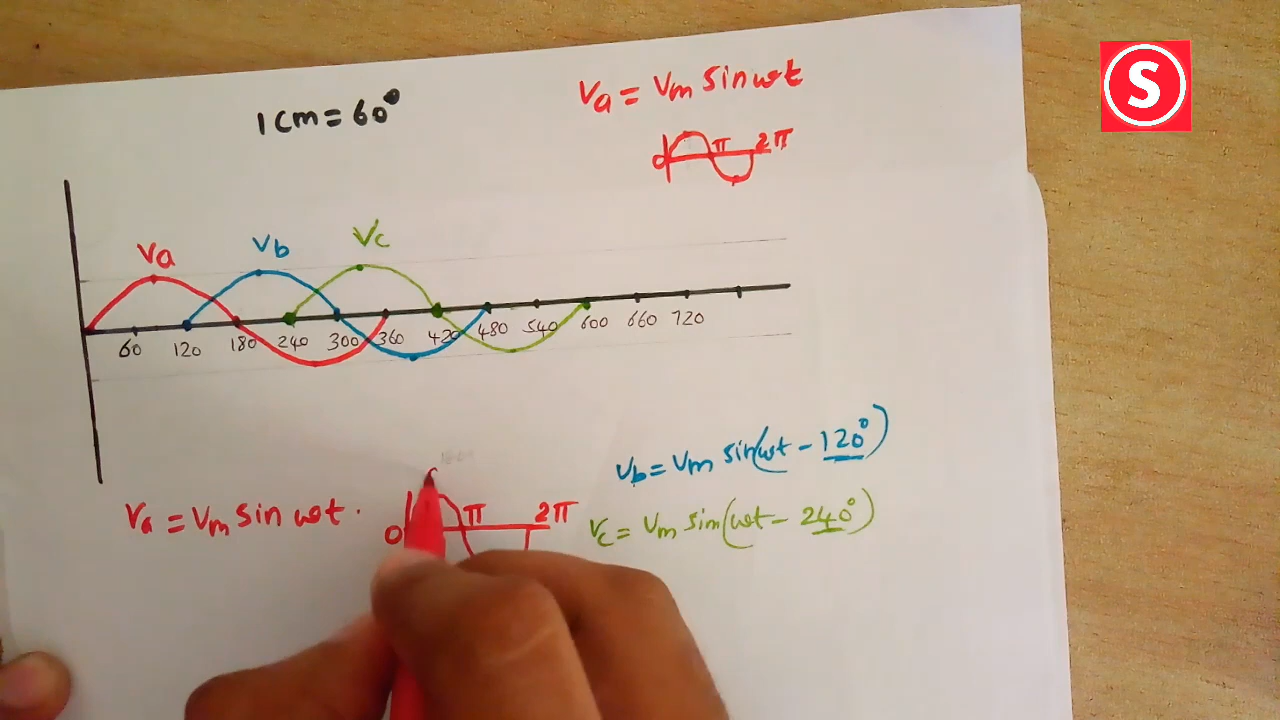 S
1 cm = 60°
Va = Vm sin ωt
0 π 2π
Va Vb Vc
60 120 180 240 300 360 420 480 540 600 660 720
Vb = Vm sin(ωt - 120°)
Va = Vm sin ωt.
0 π 2π
Vc = Vm sin(ωt - 240°)